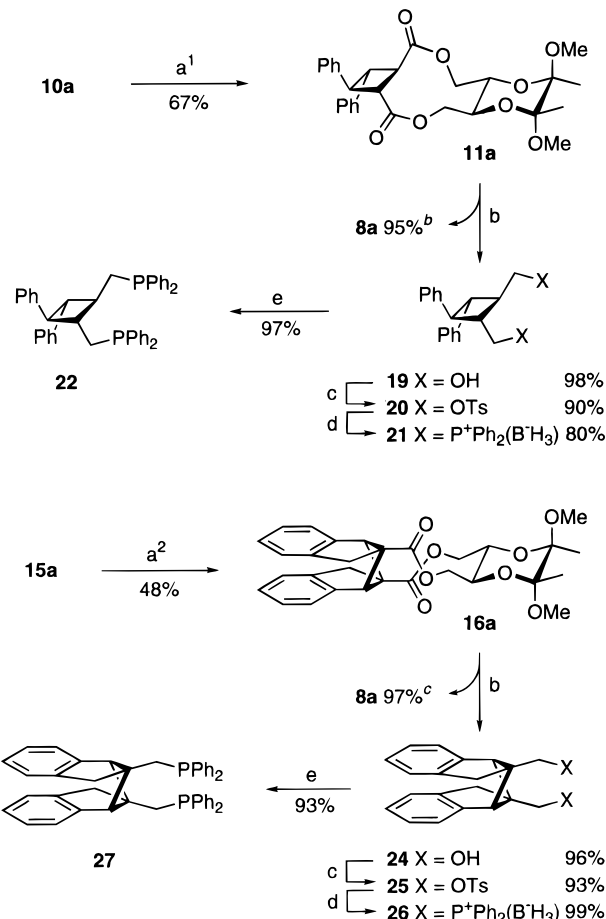 10a
a¹
67%
Ph
Ph
O
O
O
O
O
O
OMe
OMe
11a
8a 95%ᵇ
b
Ph
Ph
PPh₂
PPh₂
22
e
97%
Ph
Ph
X
X
19 X = OH 98%
c
20 X = OTs 90%
d
21 X = P⁺Ph₂(B⁻H₃) 80%
15a
a²
48%
O
O
O
O
O
O
OMe
OMe
16a
8a 97%ᶜ
b
PPh₂
PPh₂
27
e
93%
X
X
24 X = OH 96%
c
25 X = OTs 93%
d
26 X = P⁺Ph₂(B⁻H₃) 99%